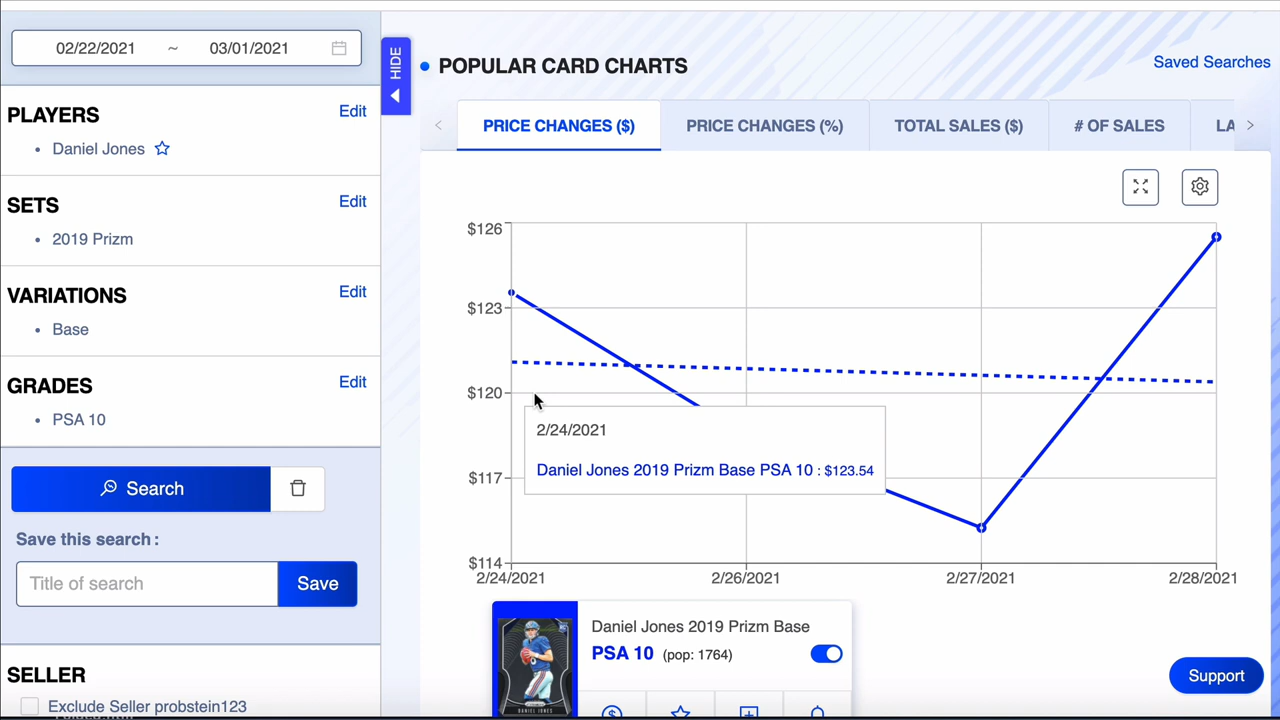 02/22/2021 ~ 03/01/2021
PLAYERS Edit
• Daniel Jones
SETS Edit
• 2019 Prizm
VARIATIONS Edit
• Base
GRADES Edit
• PSA 10
Search
Save this search :
Title of search Save
SELLER
Exclude Seller probstein123
HIDE
POPULAR CARD CHARTS
Saved Searches
PRICE CHANGES ($) PRICE CHANGES (%) TOTAL SALES ($) # OF SALES LA
$126
$123
$120
$117
$114
2/24/2021
Daniel Jones 2019 Prizm Base PSA 10 : $123.54
2/24/2021 2/26/2021 2/27/2021 2/28/2021
Daniel Jones 2019 Prizm Base
PSA 10 (pop: 1764)
DANIEL JONES
Support